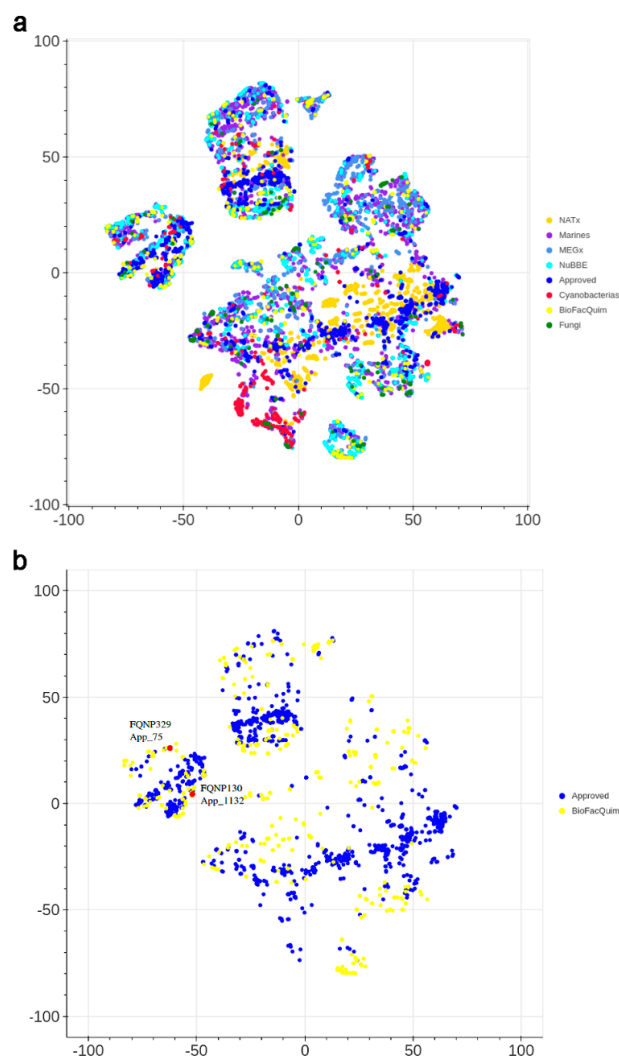 a
100
50
0
-50
-100
-100
-50
0
50
100
NATx
Marines
MEGx
NuBBE
Approved
Cyanobacterias
BioFacQuim
Fungi
b
100
50
0
-50
-100
-100
-50
0
50
100
FQNP329
App_75
FQNP130
App_1132
Approved
BioFacQuim